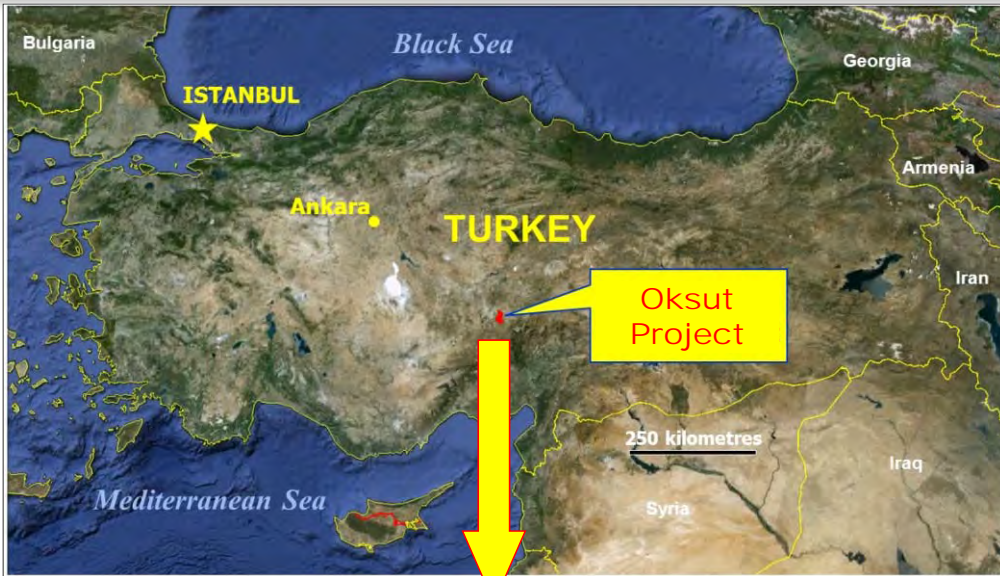 Bulgaria
Black Sea
Georgia
ISTANBUL
Armenia
Ankara
TURKEY
Iran
Oksut
Project
250 kilometres
Iraq
Mediterranean Sea
Syria